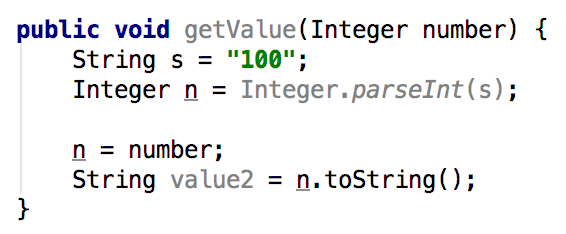 public void getValue(Integer number) {
String s = "100";
Integer n = Integer.parseInt(s);
n = number;
String value2 = n.toString();
}